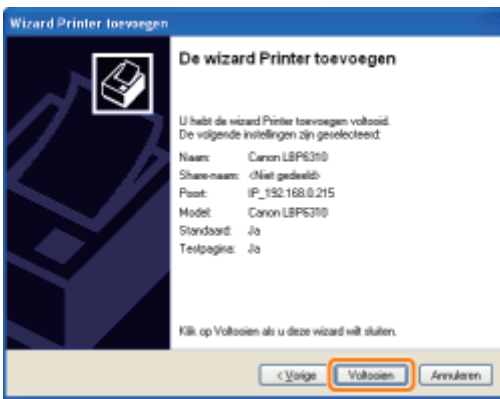 Wizard Printer toevoegen
De wizard Printer toevoegen
U hebt de wizard Printer toevoegen voltooid.
De volgende instellingen zijn geselecteerd:
Naam: Canon LBP6310
Share-naam: <Niet gedeeld>
Poort: IP_192.168.0.215
Model: Canon LBP6310
Standaard: Ja
Testpagina: Ja
Klik op Voltooien als u deze wizard wilt sluiten.
< Vorige Voltooien Annuleren